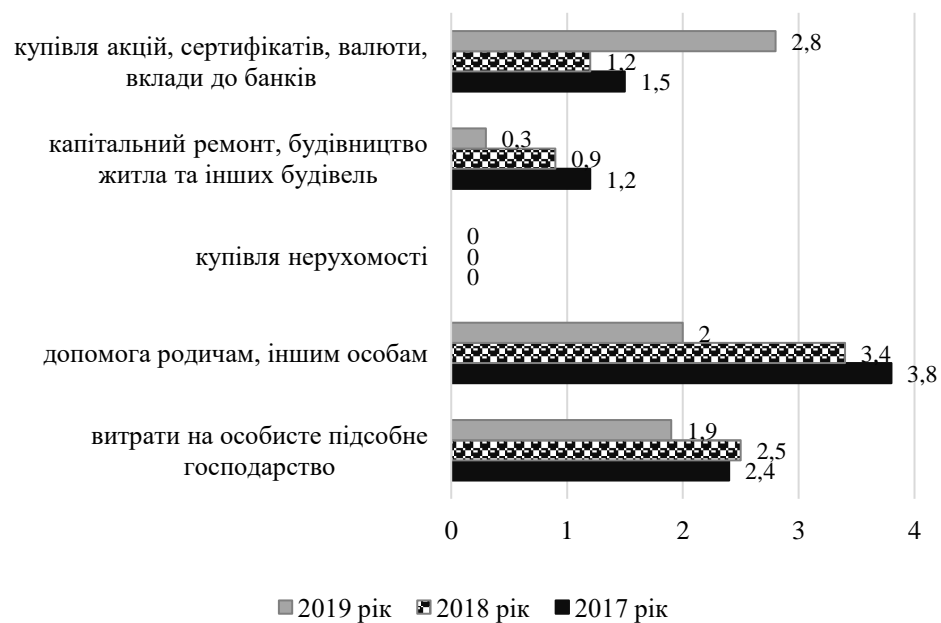 купівля акцій, сертифікатів, валюти,
вклади до банків
2,8
1,2
1,5
капітальний ремонт, будівництво
житла та інших будівель
0,3
0,9
1,2
купівля нерухомості
0
0
0
допомога родичам, іншим особам
2
3,4
3,8
витрати на особисте підсобне
господарство
1,9
2,5
2,4
0 1 2 3 4
2019 рік 2018 рік 2017 рік